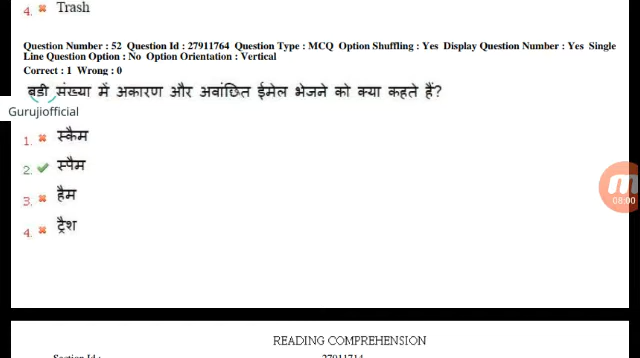 4. Trash
Question Number : 52 Question Id : 27911764 Question Type : MCQ Option Shuffling : Yes Display Question Number : Yes Single
Line Question Option : No Option Orientation : Vertical
Correct : 1 Wrong : 0
बड़ी संख्या में अकारण और अवांछित ईमेल भेजने को क्या कहते हैं?
Gurujiofficial
1. स्कैम
2. स्पैम
3. हैम
4. ट्रैश
08:00
READING COMPREHENSION